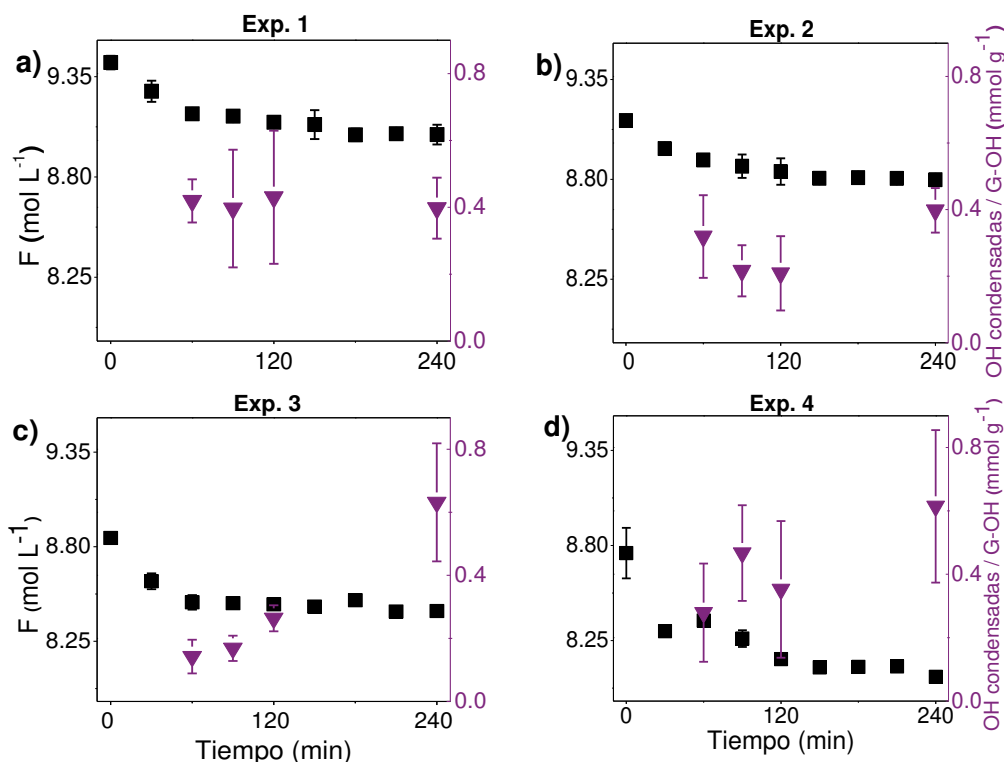 Exp. 1
a)
9.35
8.80
8.25
F (mol L-1)
0.8
0.4
0.0
0
120
240
Exp. 2
b)
9.35
8.80
8.25
0.8
0.4
0.0
OH condensadas / G-OH (mmol g-1)
0
120
240
Exp. 3
c)
9.35
8.80
8.25
F (mol L-1)
0.8
0.4
0.0
0
120
240
Tiempo (min)
Exp. 4
d)
9.35
8.80
8.25
0.8
0.4
0.0
OH condensadas / G-OH (mmol g-1)
0
120
240
Tiempo (min)